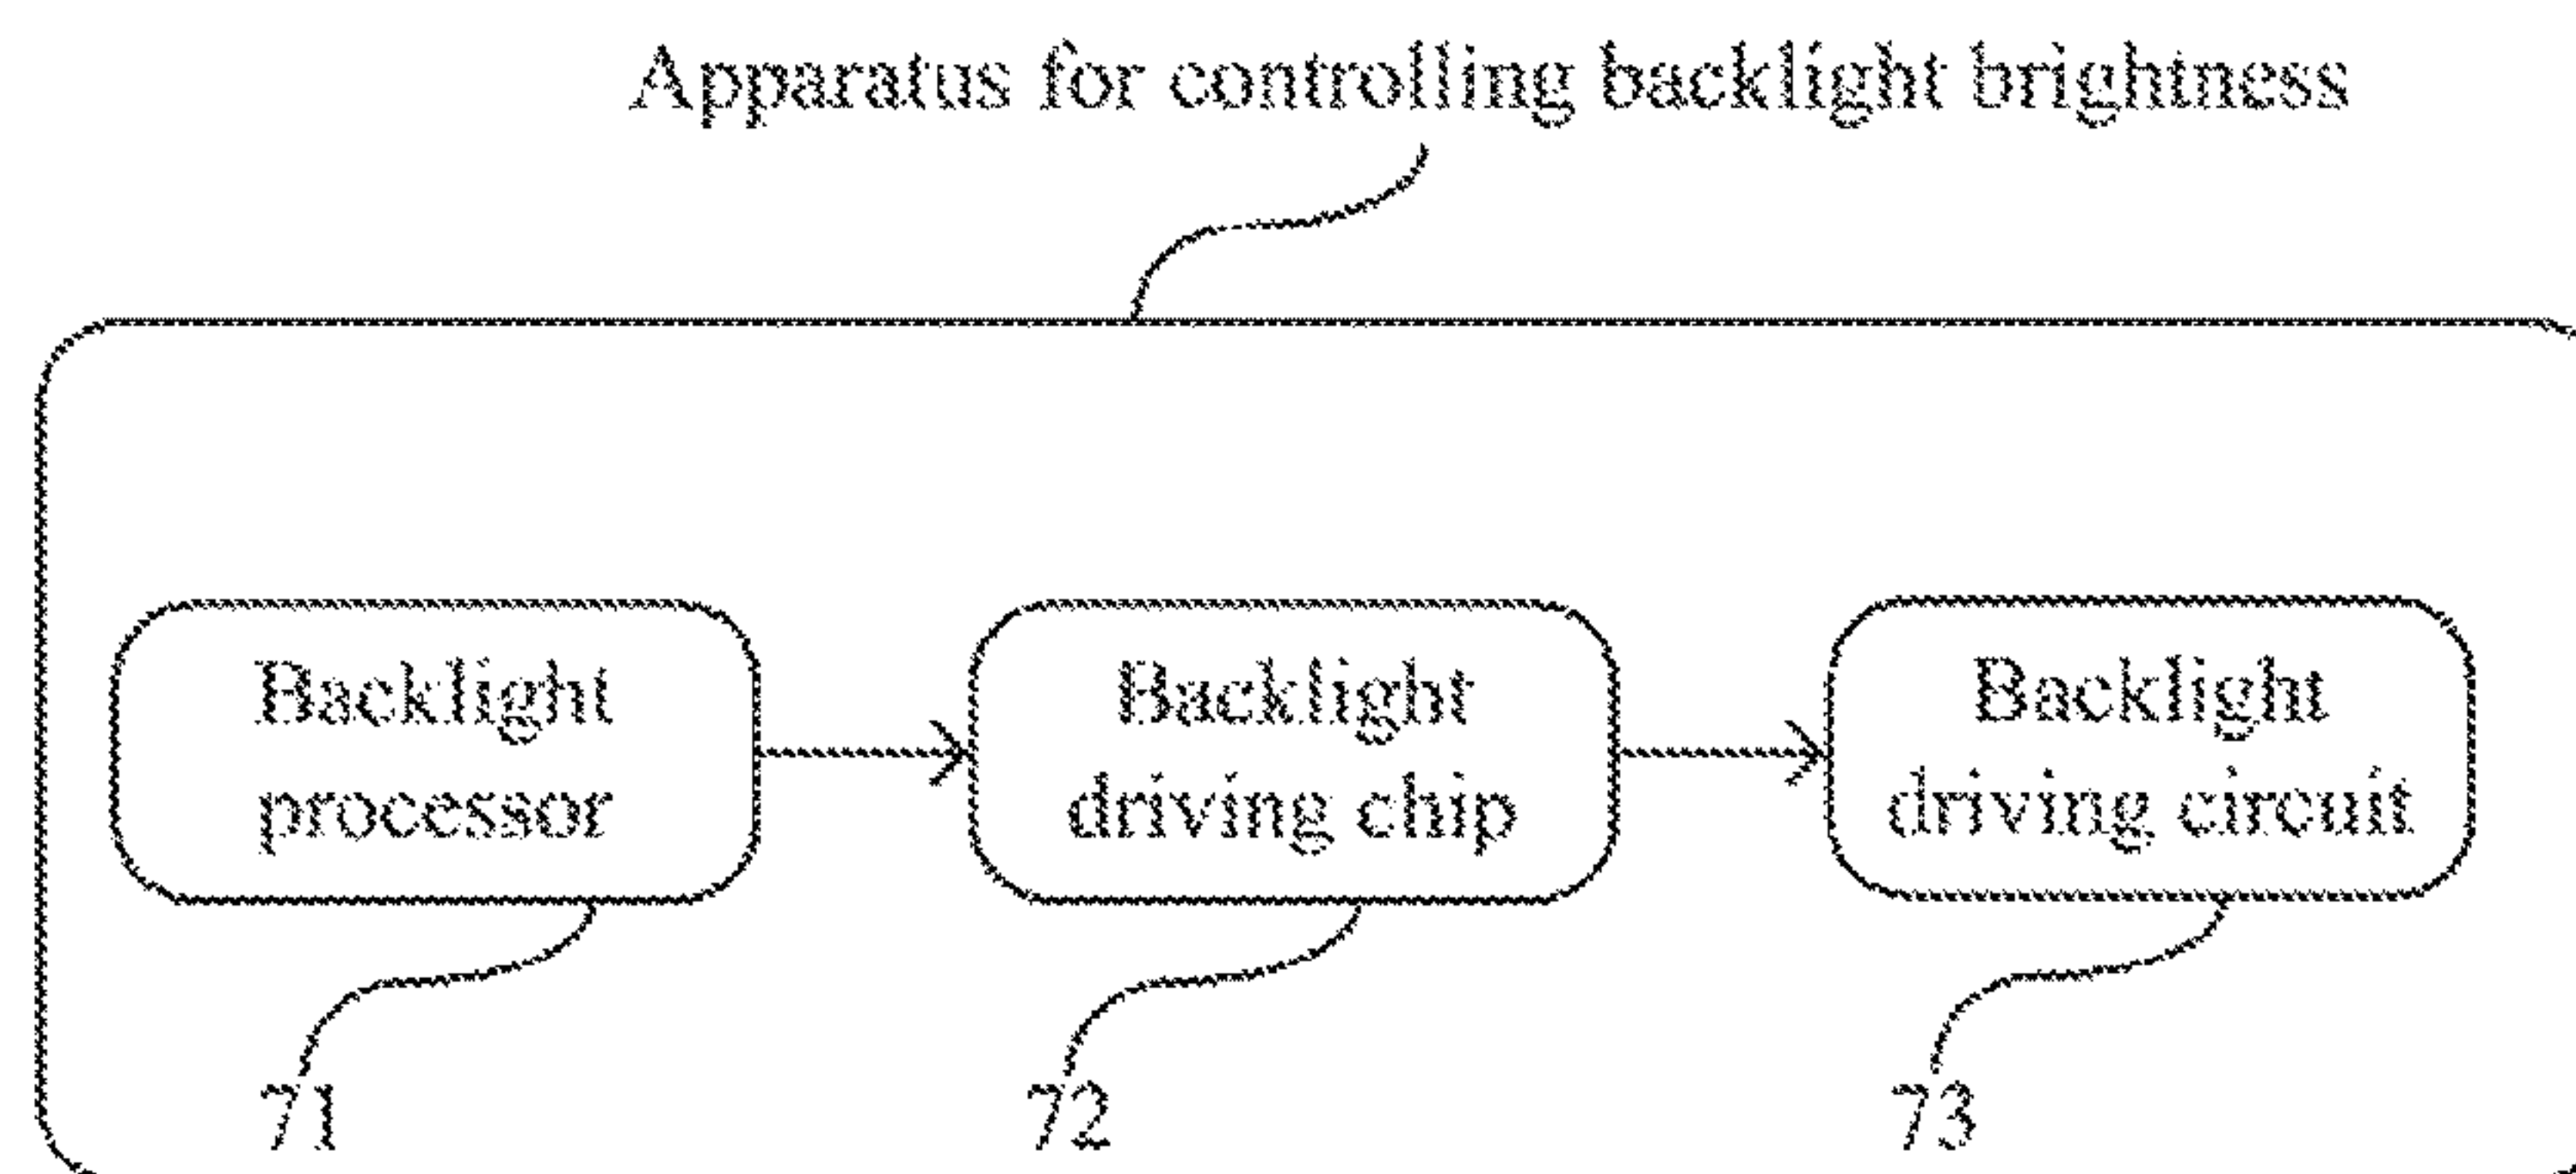 Apparatus for controlling backlight brightness
Backlight
processor
Backlight
driving chip
Backlight
driving circuit
71
72
73